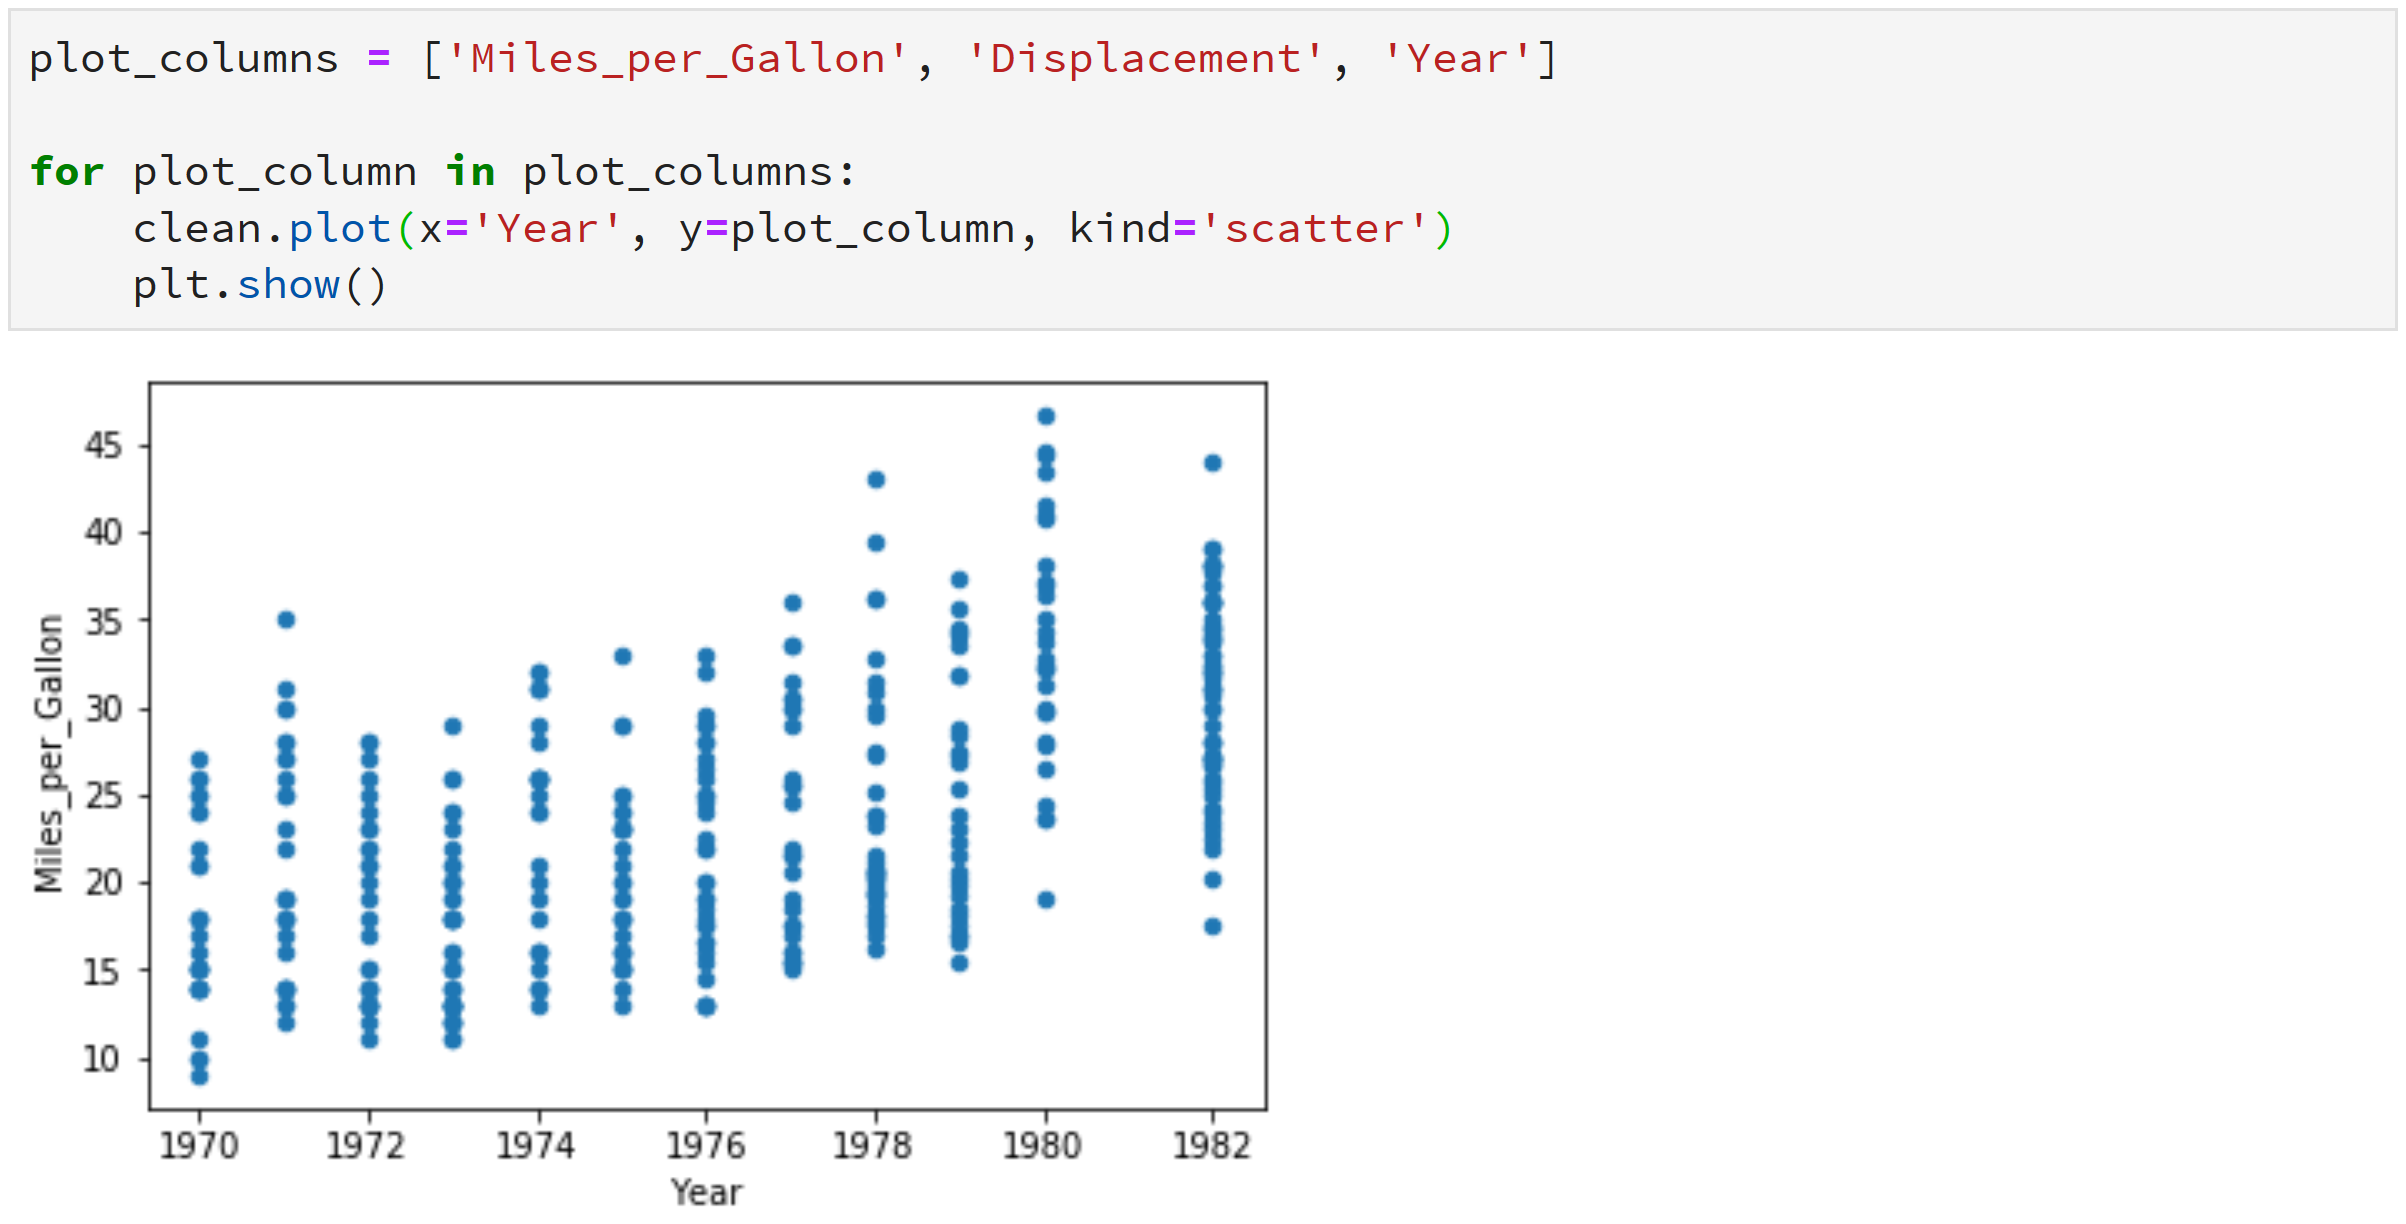 plot_columns = ['Miles_per_Gallon', 'Displacement', 'Year']
for plot_column in plot_columns:
    clean.plot(x='Year', y=plot_column, kind='scatter')
    plt.show()
45
40
35
30
25
20
15
10
Miles_per_Gallon
1970 1972 1974 1976 1978 1980 1982
Year